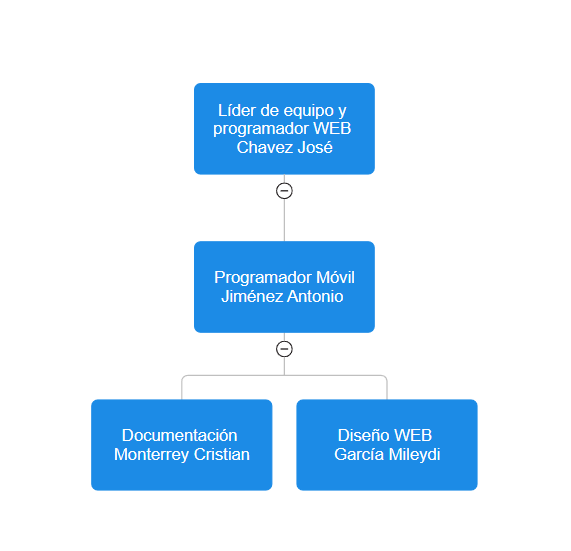 Líder de equipo y
programador WEB
Chavez José
Programador Móvil
Jiménez Antonio
Documentación
Monterrey Cristian
Diseño WEB
García Mileydi